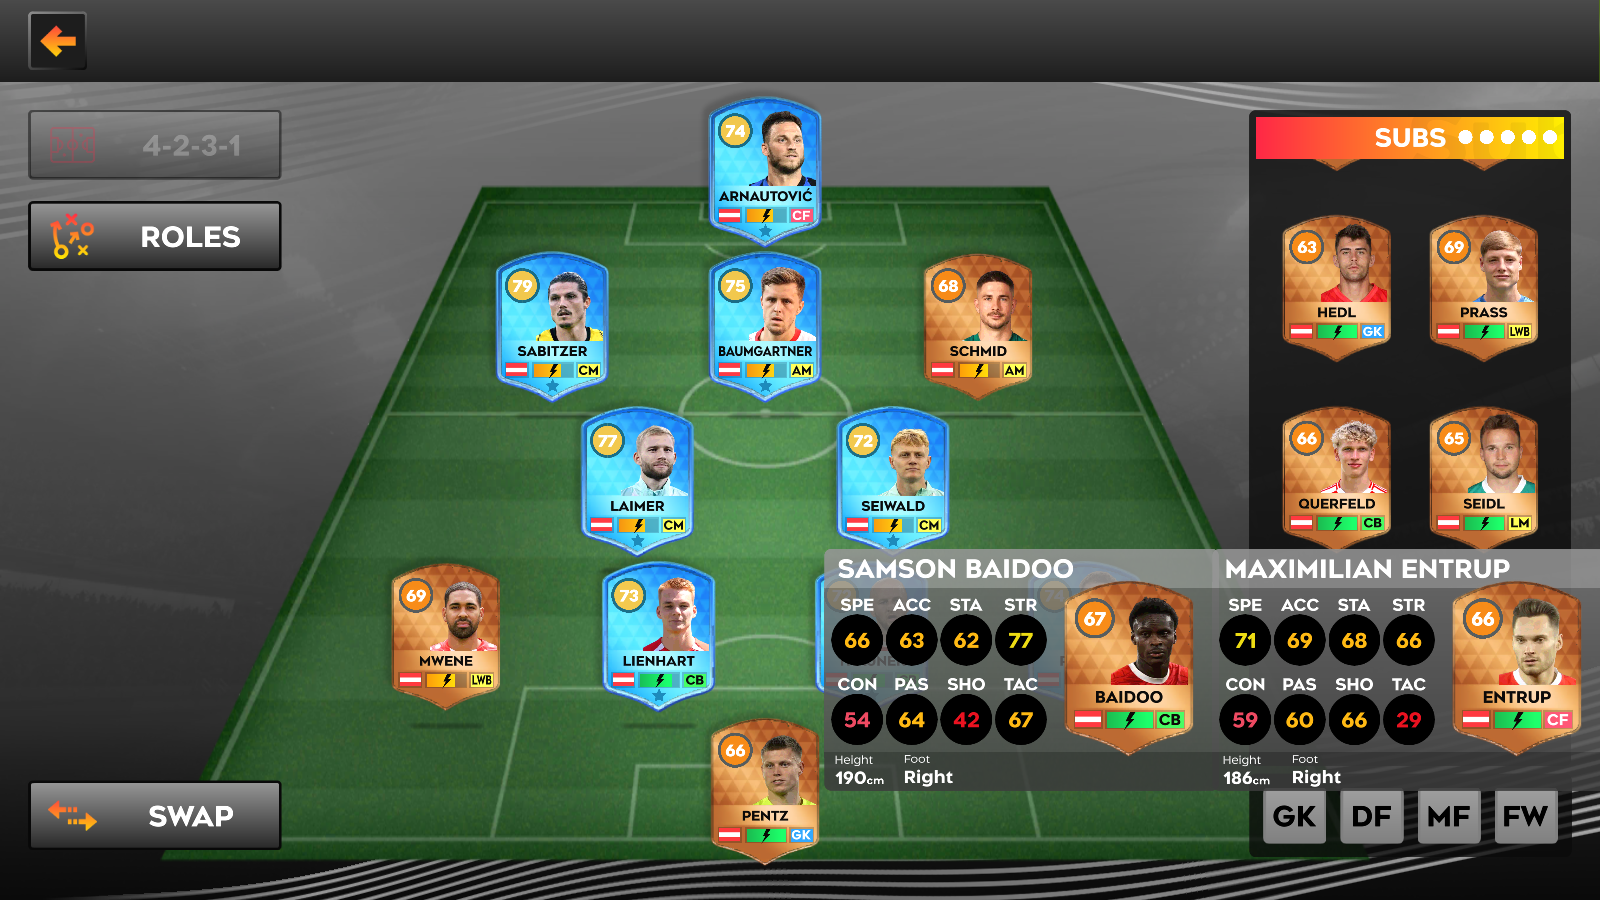 4-2-3-1
ROLES
SWAP
SUBS
74
ARNAUTOVIĆ
CF
79
SABITZER
CM
75
BAUMGARTNER
AM
68
SCHMID
AM
77
LAIMER
CM
72
SEIWALD
CM
69
MWENE
LWB
73
LIENHART
CB
66
PENTZ
GK
63
HEDL
GK
69
PRASS
LWB
66
QUERFELD
CB
65
SEIDL
LM
SAMSON BAIDOO
SPE ACC STA STR
66 63 62 77
CON PAS SHO TAC
54 64 42 67
Height Foot
190cm Right
67
BAIDOO
CB
MAXIMILIAN ENTRUP
SPE ACC STA STR
71 69 68 66
CON PAS SHO TAC
59 60 66 29
Height Foot
186cm Right
66
ENTRUP
CF
GK DF MF FW